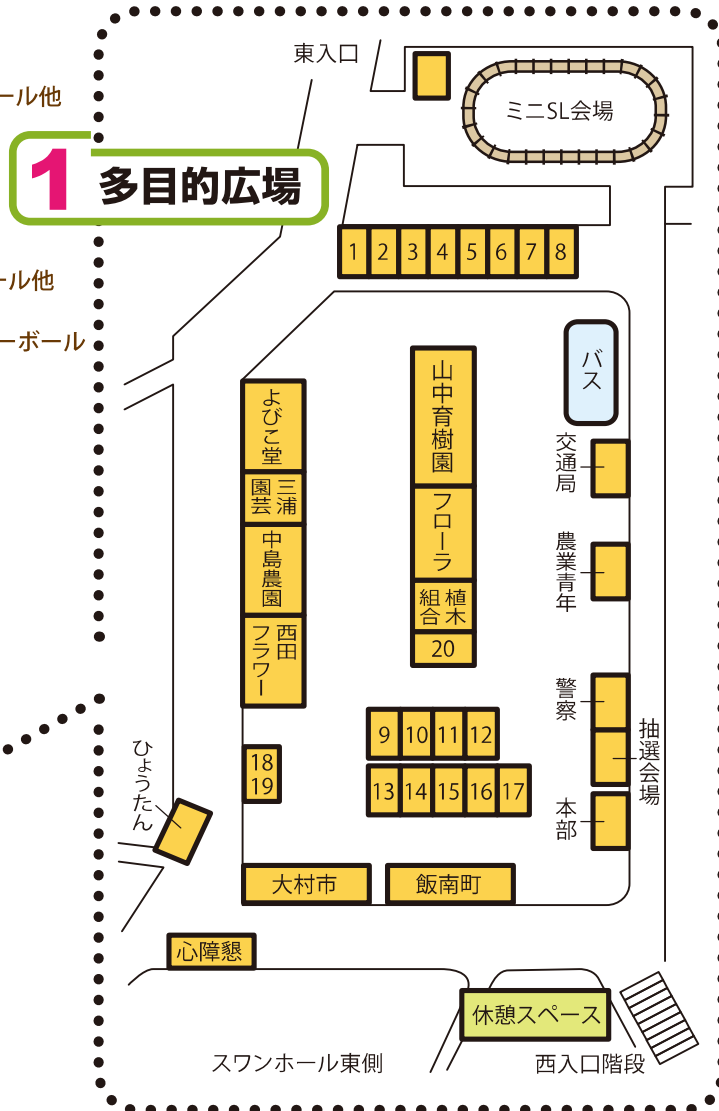 東入口
ール他
ミニSL会場
1 多目的広場
1 2 3 4 5 6 7 8
ール他
ーボール
バス
よびこ堂
三浦
園芸
中島農園
西田
フラワー
山中育樹園
フローラ
植木
組合
20
交通局
農業青年
警察
抽選会場
本部
9 10 11 12
13 14 15 16 17
18
19
ひょうたん
大村市
飯南町
心障懇
休憩スペース
スワンホール東側
西入口階段